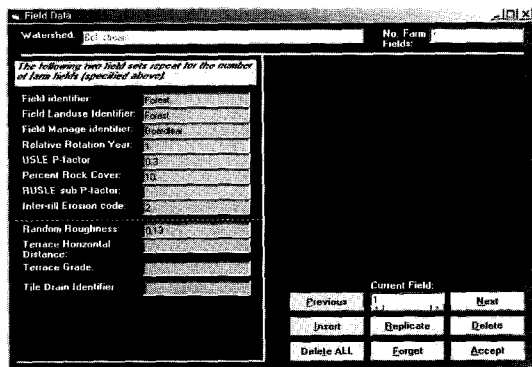 Field Data
Watershed:
No. Farm Fields:
The following two field sets repeat for the number
of farm fields (specified above).
Field identifier: Forest
Field Landuse Identifier: Forest
Field Manage identifier:
Relative Rotation Year: 1
USLE P-factor 0.3
Percent Rock Cover: 10
RUSLE sub P-factor:
Inter-rill Erosion code: 2
Random Roughness: 0.13
Terrace Horizontal
Distance:
Terrace Grade:
Tile Drain Identifier
Current Field:
Previous 1 Next
Insert Replicate Delete
Delete ALL Forget Accept